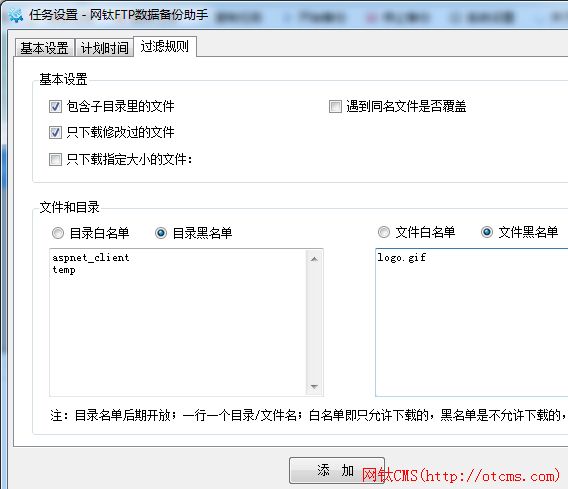 任务设置 - 网钛FTP数据备份助手
基本设置 计划时间 过滤规则
基本设置
包含子目录里的文件 遇到同名文件是否覆盖
只下载修改过的文件
只下载指定大小的文件:
文件和目录
目录白名单 目录黑名单 文件白名单 文件黑名单
aspnet_client logo.gif
temp
注: 目录名单后期开放; 一行一个目录/文件名; 白名单即只允许下载的, 黑名单是不允许下载的,
添 加
网钛CMS(http://otcms.com)